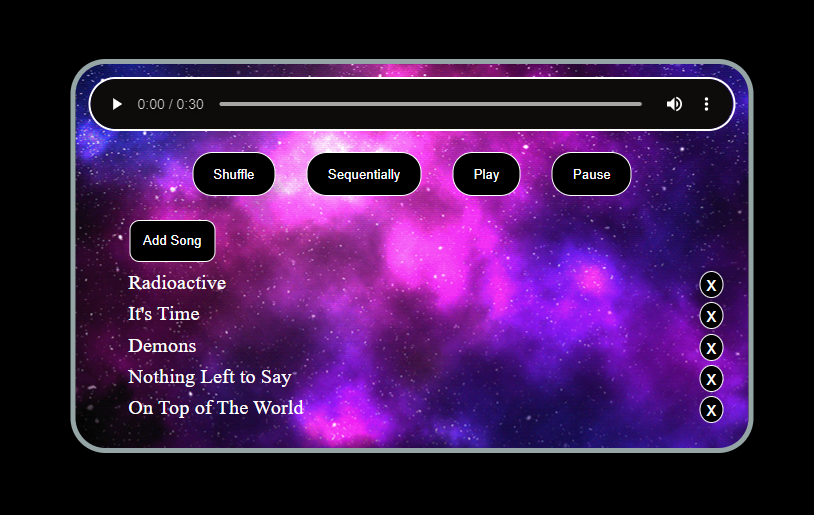 0:00 / 0:30
Shuffle Sequentially Play Pause
Add Song
Radioactive X
It's Time X
Demons X
Nothing Left to Say X
On Top of The World X